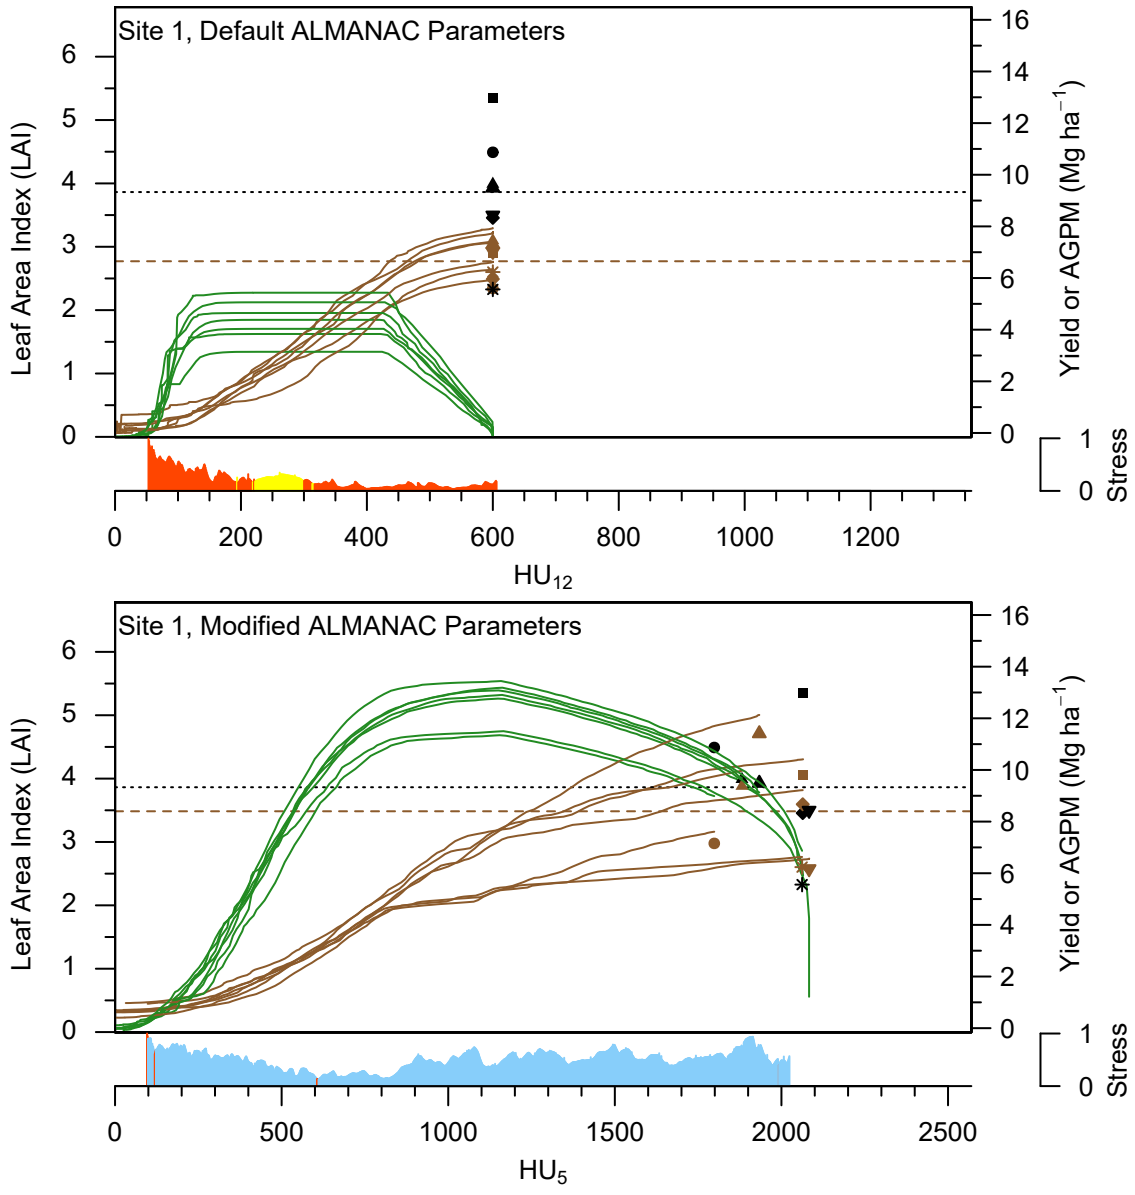 Site 1, Default ALMANAC Parameters
Leaf Area Index (LAI)
0 1 2 3 4 5 6
Yield or AGPM (Mg ha⁻¹)
0 2 4 6 8 10 12 14 16
Stress
0 1
0 200 400 600 800 1000 1200
HU₁₂
Site 1, Modified ALMANAC Parameters
Leaf Area Index (LAI)
0 1 2 3 4 5 6
Yield or AGPM (Mg ha⁻¹)
0 2 4 6 8 10 12 14 16
Stress
0 1
0 500 1000 1500 2000 2500
HU₅